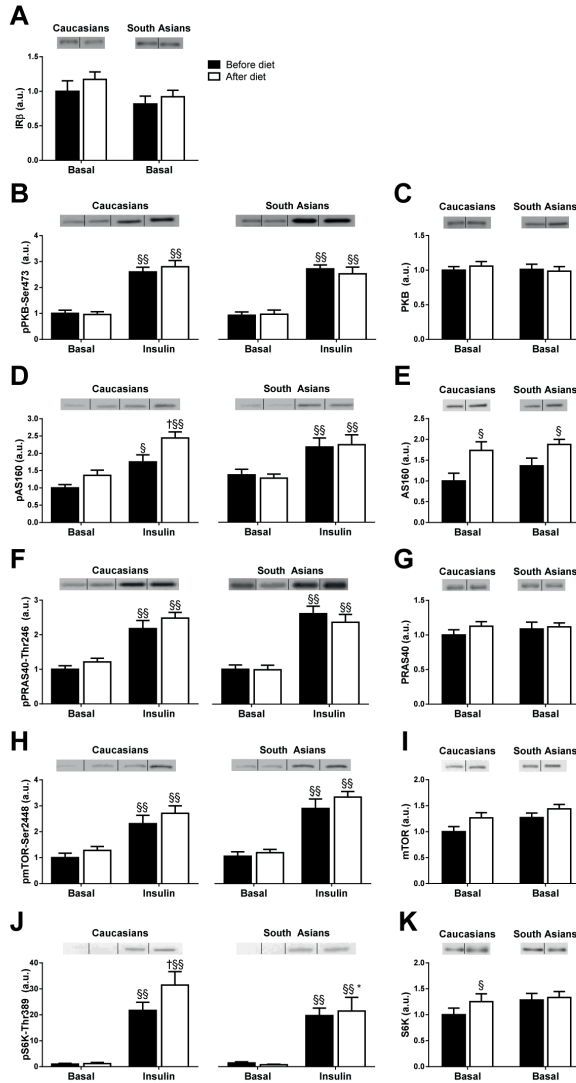 A
Caucasians South Asians
Before diet
After diet
IRβ (a.u.)
1.5
1.0
0.5
0.0
Basal Basal
B
Caucasians South Asians
pPKB-Ser473 (a.u.)
4
3
2
1
0
§§ §§ §§ §§
Basal Insulin Basal Insulin
C
Caucasians South Asians
PKB (a.u.)
1.5
1.0
0.5
0.0
Basal Basal
D
Caucasians South Asians
pAS160 (a.u.)
3.0
2.5
2.0
1.5
1.0
0.5
0.0
§ †§§ §§ §§
Basal Insulin Basal Insulin
E
Caucasians South Asians
AS160 (a.u.)
2.5
2.0
1.5
1.0
0.5
0.0
§ §
Basal Basal
F
Caucasians South Asians
pPRAS40-Thr246 (a.u.)
3
2
1
0
§§ §§ §§ §§
Basal Insulin Basal Insulin
G
Caucasians South Asians
PRAS40 (a.u.)
1.5
1.0
0.5
0.0
Basal Basal
H
Caucasians South Asians
pmTOR-Ser2448 (a.u.)
4
3
2
1
0
§§ §§ §§ §§
Basal Insulin Basal Insulin
I
Caucasians South Asians
mTOR (a.u.)
2.0
1.5
1.0
0.5
0.0
Basal Basal
J
Caucasians South Asians
pS6K-Thr389 (a.u.)
40
30
20
10
0
§§ †§§ §§ §§ *
Basal Insulin Basal Insulin
K
Caucasians South Asians
S6K (a.u.)
2.0
1.5
1.0
0.5
0.0
§
Basal Basal